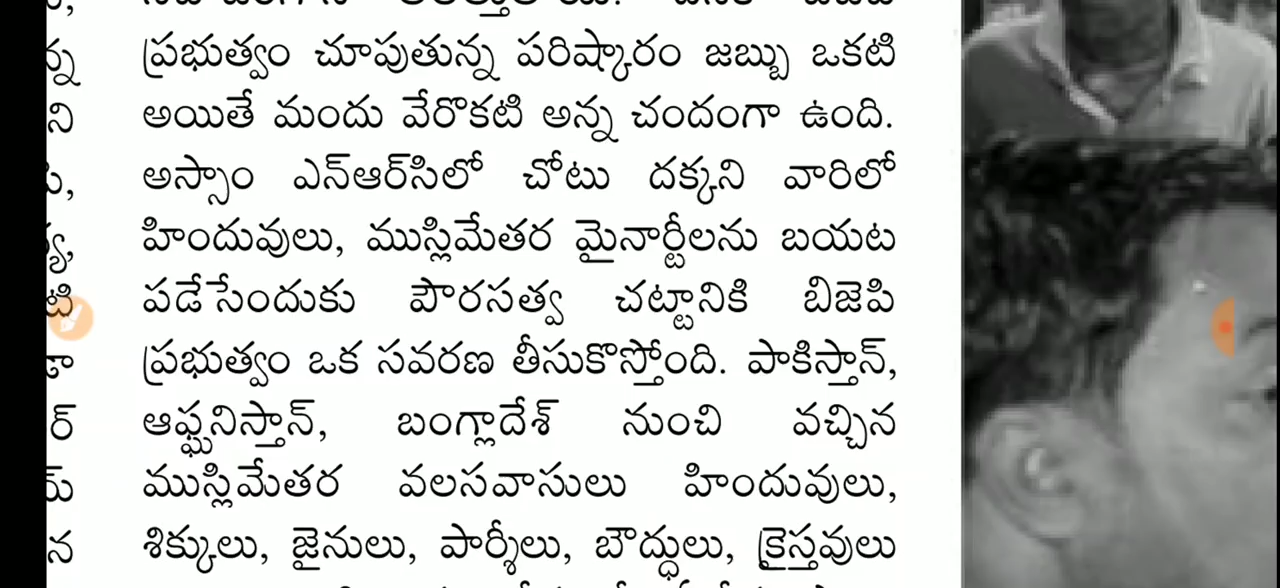 ప్రభుత్వం చూపుతున్న పరిష్కారం జబ్బు ఒకటి
అయితే మందు వేరొకటి అన్న చందంగా ఉంది.
అస్సాం ఎన్ఆర్‌సిలో చోటు దక్కని వారిలో
హిందువులు, ముస్లిమేతర మైనార్టీలను బయట
పడేసేందుకు పౌరసత్వ చట్టానికి బిజెపి
ప్రభుత్వం ఒక సవరణ తీసుకొస్తోంది. పాకిస్తాన్,
ఆఫ్ఘనిస్తాన్, బంగ్లాదేశ్ నుంచి వచ్చిన
ముస్లిమేతర వలసవాసులు హిందువులు,
శిక్కులు, జైనులు, పార్శీలు, బౌద్ధులు, క్రైస్తవులు